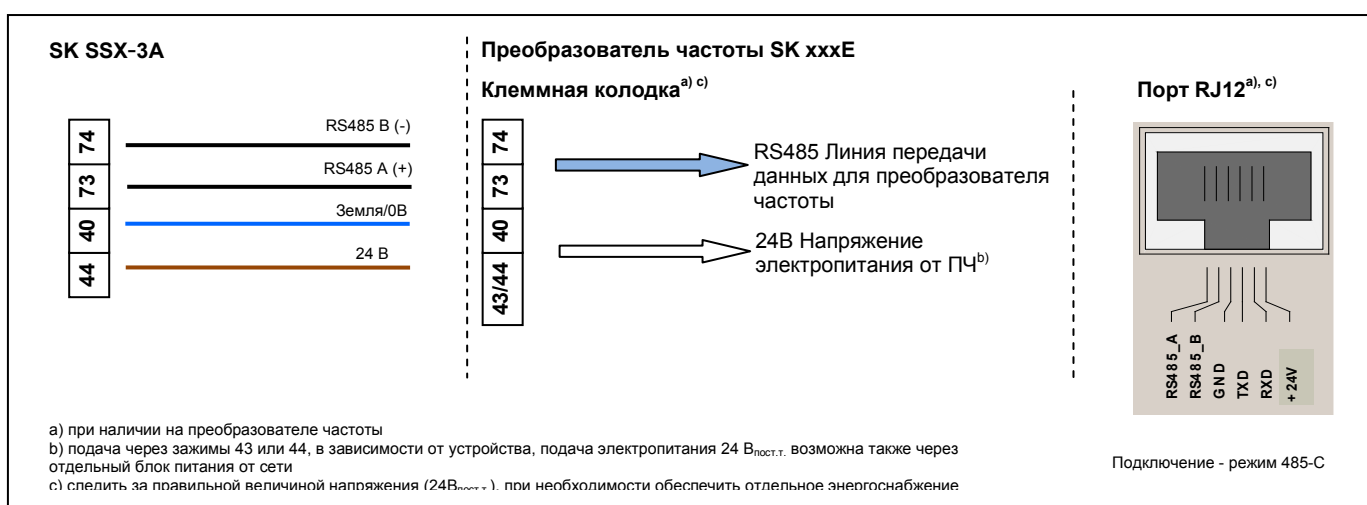 SK SSX-3A
74
RS485 B (-)
73
RS485 A (+)
40
Земля/0В
44
24 В
Преобразователь частоты SK xxxE
Клеммная колодка a) c)
74
73
40
43/44
RS485 Линия передачи
данных для преобразователя
частоты
24В Напряжение
электропитания от ПЧ b)
Порт RJ12 a), c)
RS485_A
RS485_B
GND
TXD
RXD
+24V
a) при наличии на преобразователе частоты
b) подача через зажимы 43 или 44, в зависимости от устройства, подача электропитания 24 Впост.т. возможна также через
отдельный блок питания от сети
c) следить за правильной величиной напряжения (24Впост.т.), при необходимости обеспечить отдельное энергоснабжение
Подключение - режим 485-C